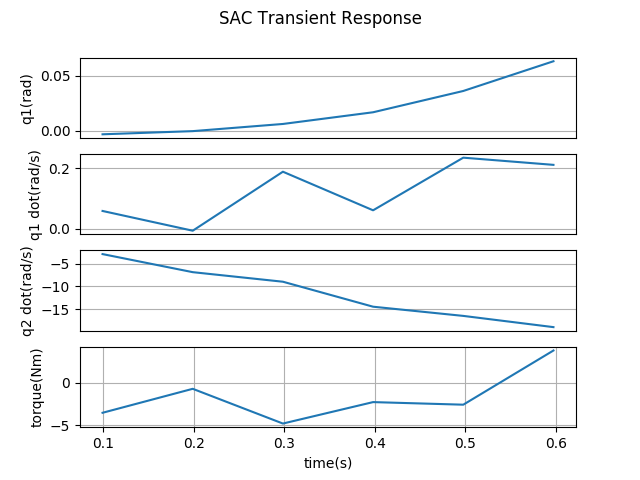 SAC Transient Response
0.05
0.00
q1(rad)
0.2
0.0
q1 dot(rad/s)
−5
−10
−15
q2 dot(rad/s)
0
−5
torque(Nm)
0.1 0.2 0.3 0.4 0.5 0.6
time(s)